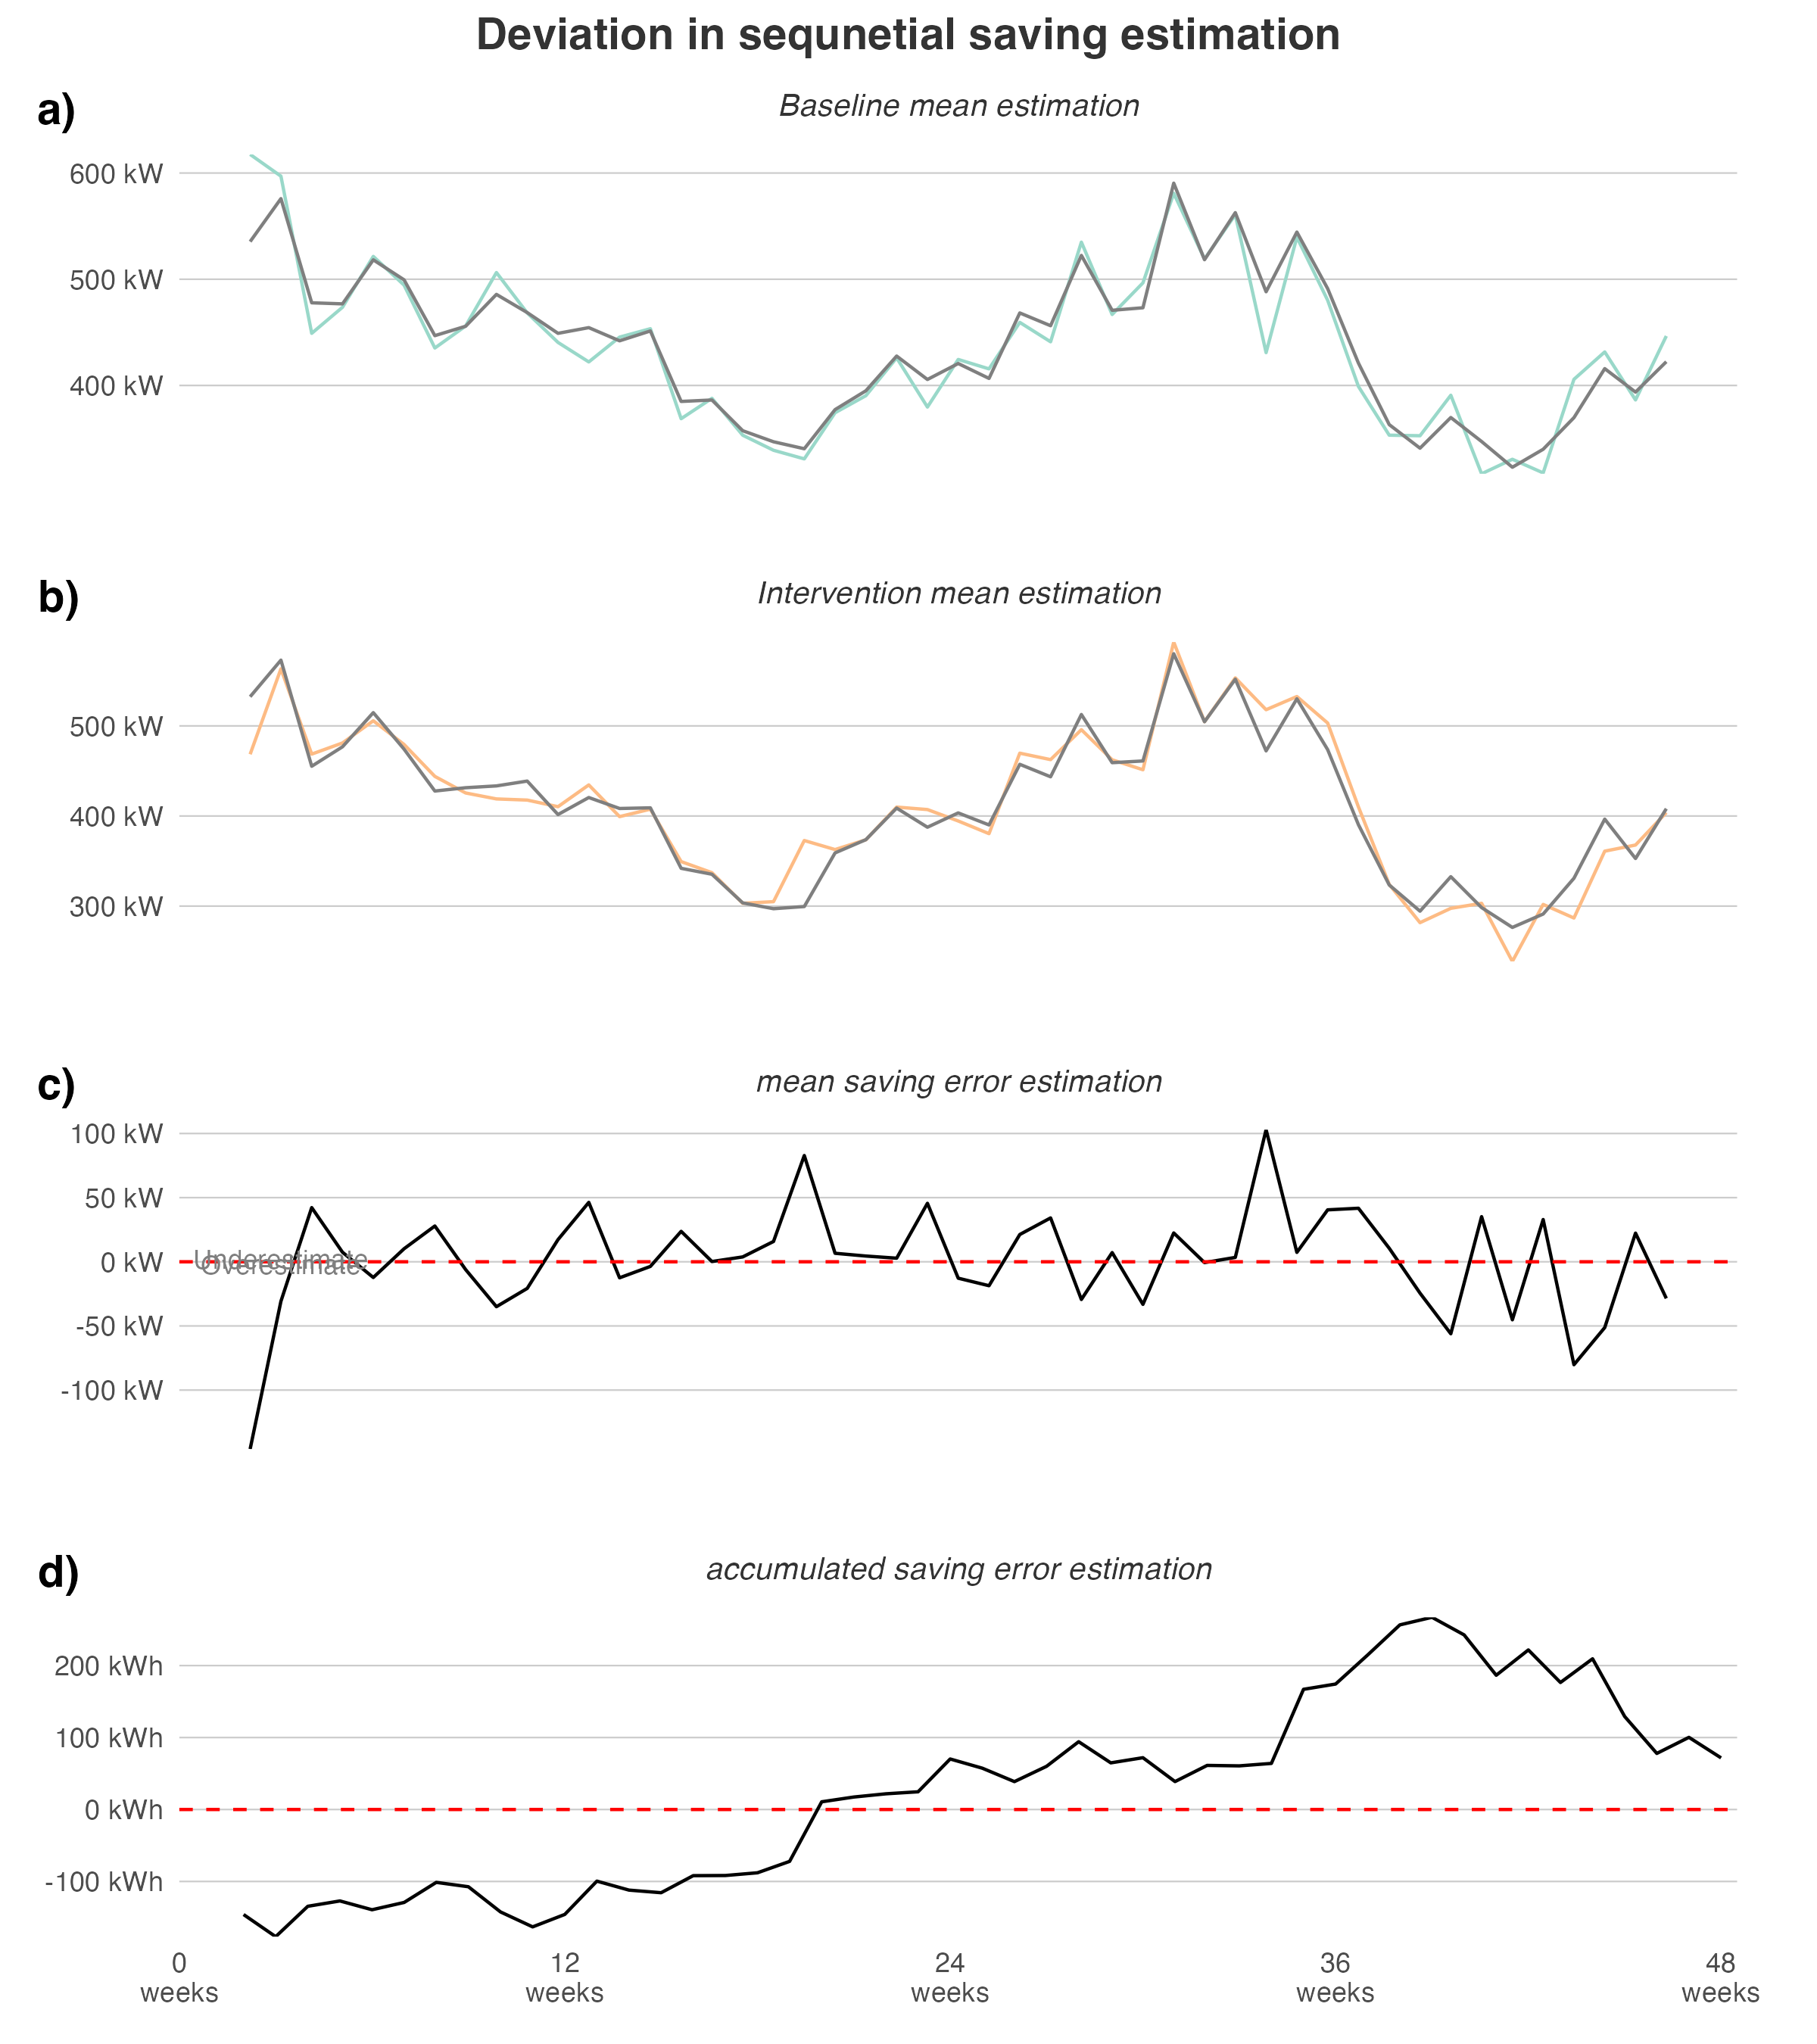 Deviation in sequnetial saving estimation
a)
Baseline mean estimation
600 kW
500 kW
400 kW
b)
Intervention mean estimation
500 kW
400 kW
300 kW
c)
mean saving error estimation
100 kW
50 kW
0 kW
Underestimate
Overestimate
-50 kW
-100 kW
d)
accumulated saving error estimation
200 kWh
100 kWh
0 kWh
-100 kWh
0 12 24 36 48
weeks weeks weeks weeks weeks